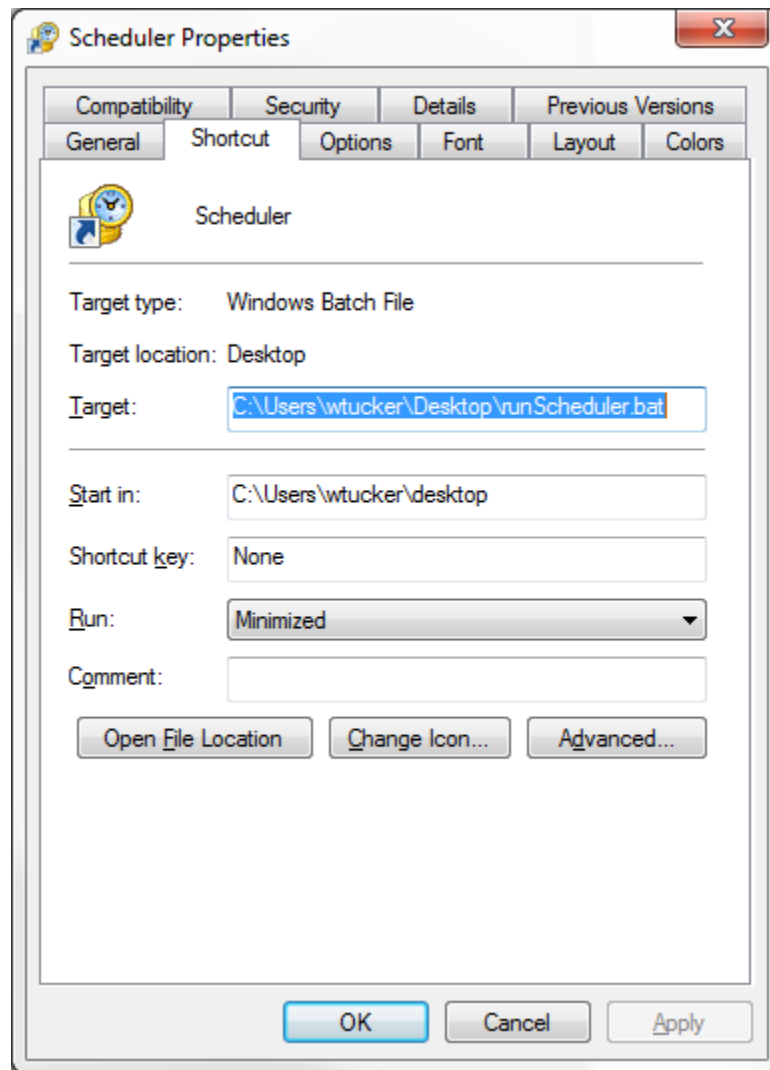 Scheduler Properties
Compatibility Security Details Previous Versions
General Shortcut Options Font Layout Colors
Scheduler
Target type: Windows Batch File
Target location: Desktop
Target: C:\Users\wtucker\Desktop\runScheduler.bat
Start in: C:\Users\wtucker\desktop
Shortcut key: None
Run: Minimized
Comment:
Open File Location Change Icon... Advanced...
OK Cancel Apply